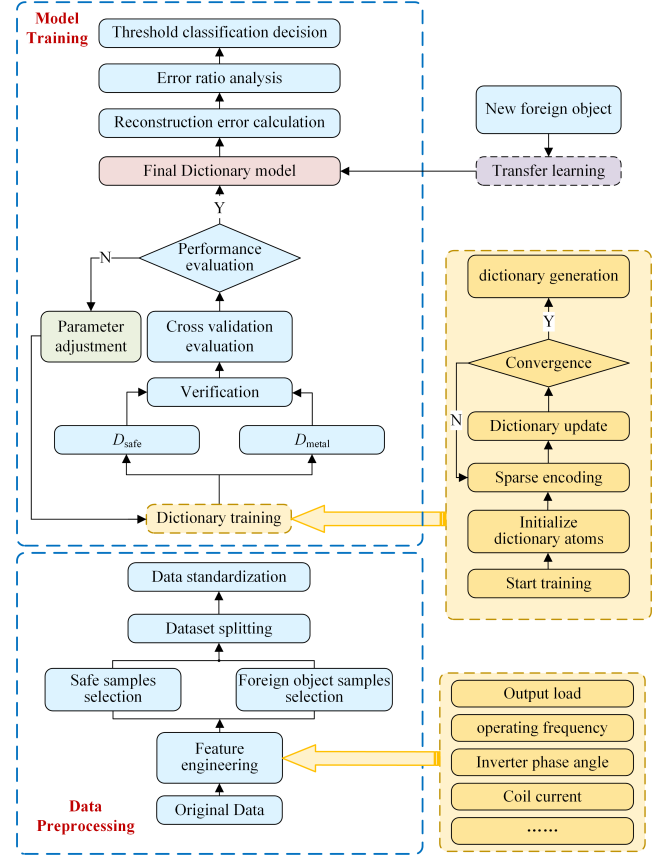 Model
Training
Threshold classification decision
Error ratio analysis
Reconstruction error calculation
Final Dictionary model
Y
Performance
evaluation
N
Parameter
adjustment
Cross validation
evaluation
Verification
Dsafe
Dmetal
Dictionary training
New foreign object
Transfer learning
dictionary generation
Y
Convergence
N
Dictionary update
Sparse encoding
Initialize
dictionary atoms
Start training
Data standardization
Dataset splitting
Safe samples
selection
Foreign object samples
selection
Feature
engineering
Original Data
Data
Preprocessing
Output load
operating frequency
Inverter phase angle
Coil current
......